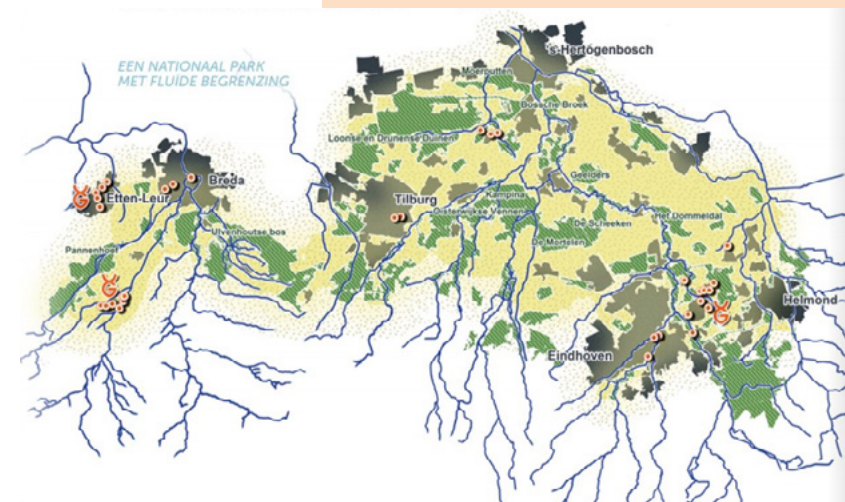 EEN NATIONAAL PARK
MET FLUÏDE BEGRENZING
's-Hertogenbosch
Moerputten
Bossche Broek
Loonse en Drunense Duinen
Breda
Etten-Leur
Tilburg
Kampina
Geelders
Oisterwijkse Vennen
Ulvenhoutse bos
De Scheeken
Het Dommeldal
De Mortelen
Pannenhoef
Helmond
Eindhoven